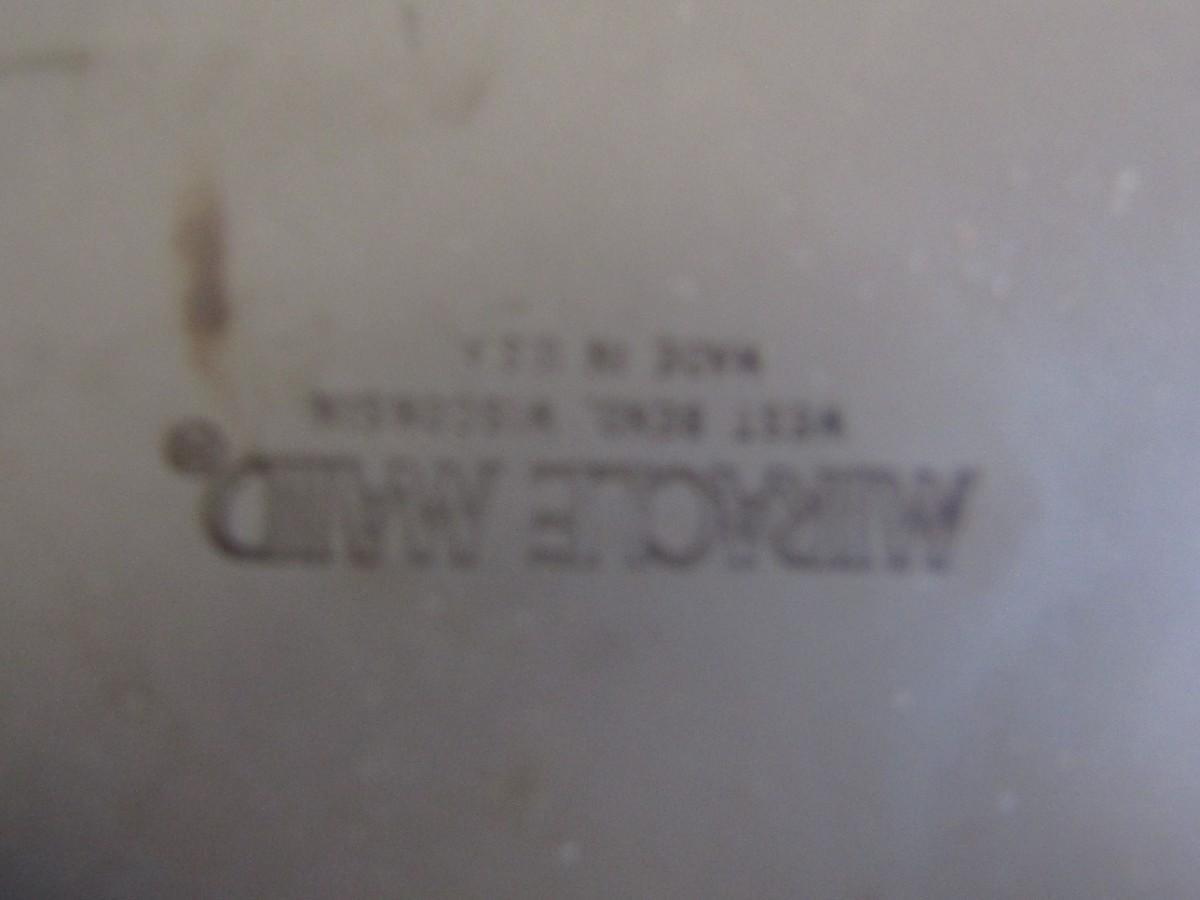 MIRACLE MAID®
WEST BEND, WISCONSIN
MADE IN U.S.A.